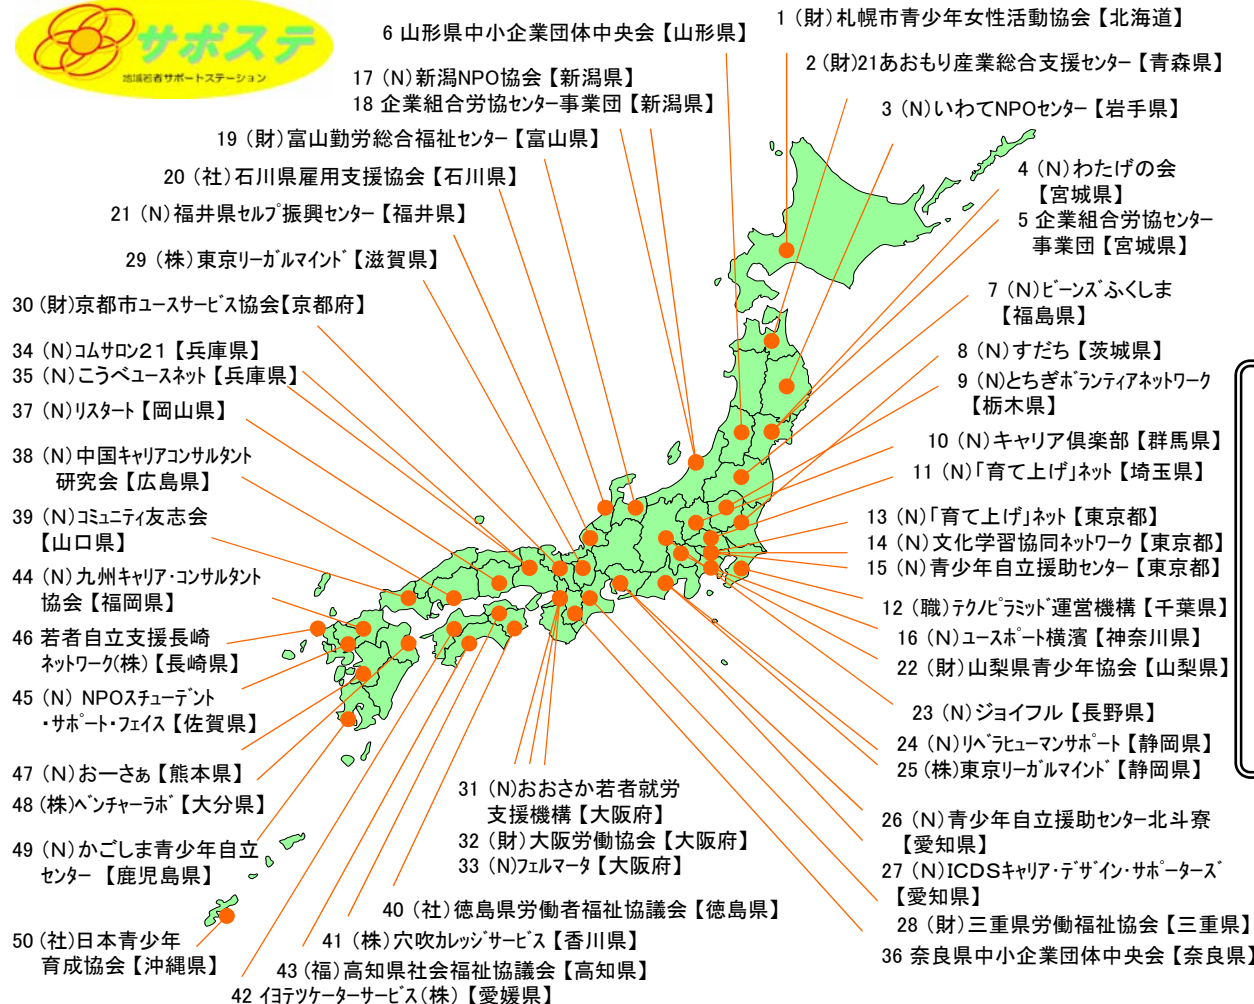 サポステ
地域若者サポートステーション
1 (財)札幌市青少年女性活動協会【北海道】
2 (財)21あおもり産業総合支援センター【青森県】
3 (N)いわてNPOセンター【岩手県】
4 (N)わたげの会
【宮城県】
5 企業組合労協センター
事業団【宮城県】
6 山形県中小企業団体中央会【山形県】
7 (N)ビーンズふくしま
【福島県】
8 (N)すだち【茨城県】
9 (N)とちぎボランティアネットワーク
【栃木県】
10 (N)キャリア倶楽部【群馬県】
11 (N)「育て上げ」ネット【埼玉県】
13 (N)「育て上げ」ネット【東京都】
14 (N)文化学習協同ネットワーク【東京都】
15 (N)青少年自立援助センター【東京都】
12 (職)テクノピラミッド運営機構【千葉県】
16 (N)ユースポート横濱【神奈川県】
22 (財)山梨県青少年協会【山梨県】
23 (N)ジョイフル【長野県】
24 (N)リベラヒューマンサポート【静岡県】
25 (株)東京リーガルマインド【静岡県】
26 (N)青少年自立援助センター北斗寮
【愛知県】
27 (N)ICDSキャリア・デザイン・サポーターズ
【愛知県】
28 (財)三重県労働福祉協会【三重県】
36 奈良県中小企業団体中央会【奈良県】
17 (N)新潟NPO協会【新潟県】
18 企業組合労協センター事業団【新潟県】
19 (財)富山勤労総合福祉センター【富山県】
20 (社)石川県雇用支援協会【石川県】
21 (N)福井県セルプ振興センター【福井県】
29 (株)東京リーガルマインド【滋賀県】
30 (財)京都市ユースサービス協会【京都府】
34 (N)コムサロン21【兵庫県】
35 (N)こうべユースネット【兵庫県】
37 (N)リスタート【岡山県】
38 (N)中国キャリアコンサルタント
研究会【広島県】
39 (N)コミュニティ友志会
【山口県】
44 (N)九州キャリア・コンサルタント
協会【福岡県】
46 若者自立支援長崎
ネットワーク(株)【長崎県】
45 (N) NPOスチューデント
・サポート・フェイス【佐賀県】
47 (N)おーさぁ【熊本県】
48 (株)ベンチャーラボ【大分県】
49 (N)かごしま青少年自立
センター【鹿児島県】
50 (社)日本青少年
育成協会【沖縄県】
31 (N)おおさか若者就労
支援機構【大阪府】
32 (財)大阪労働協会【大阪府】
33 (N)フェルマータ【大阪府】
40 (社)徳島県労働者福祉協議会【徳島県】
41 (株)穴吹カレッジサービス【香川県】
43 (福)高知県社会福祉協議会【高知県】
42 イヨテツケーターサービス(株)【愛媛県】